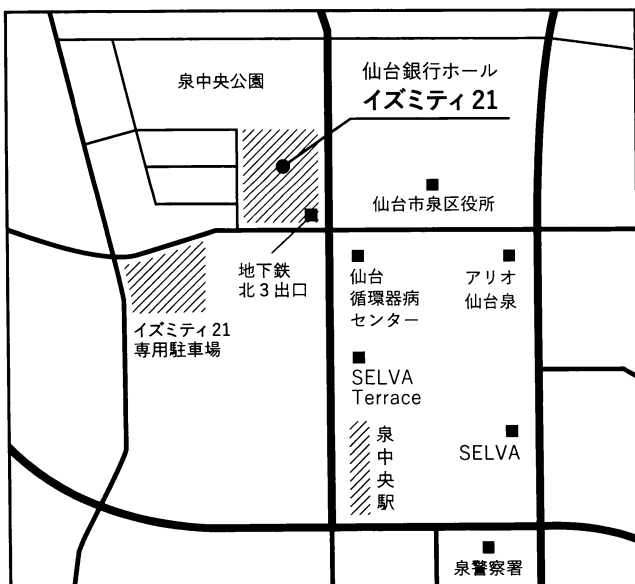 泉中央公園
仙台銀行ホール
イズミティ21
仙台市泉区役所
地下鉄
北3出口
仙台
循環器病
センター
アリオ
仙台泉
イズミティ21
専用駐車場
SELVA
Terrace
泉中央駅
SELVA
泉警察署